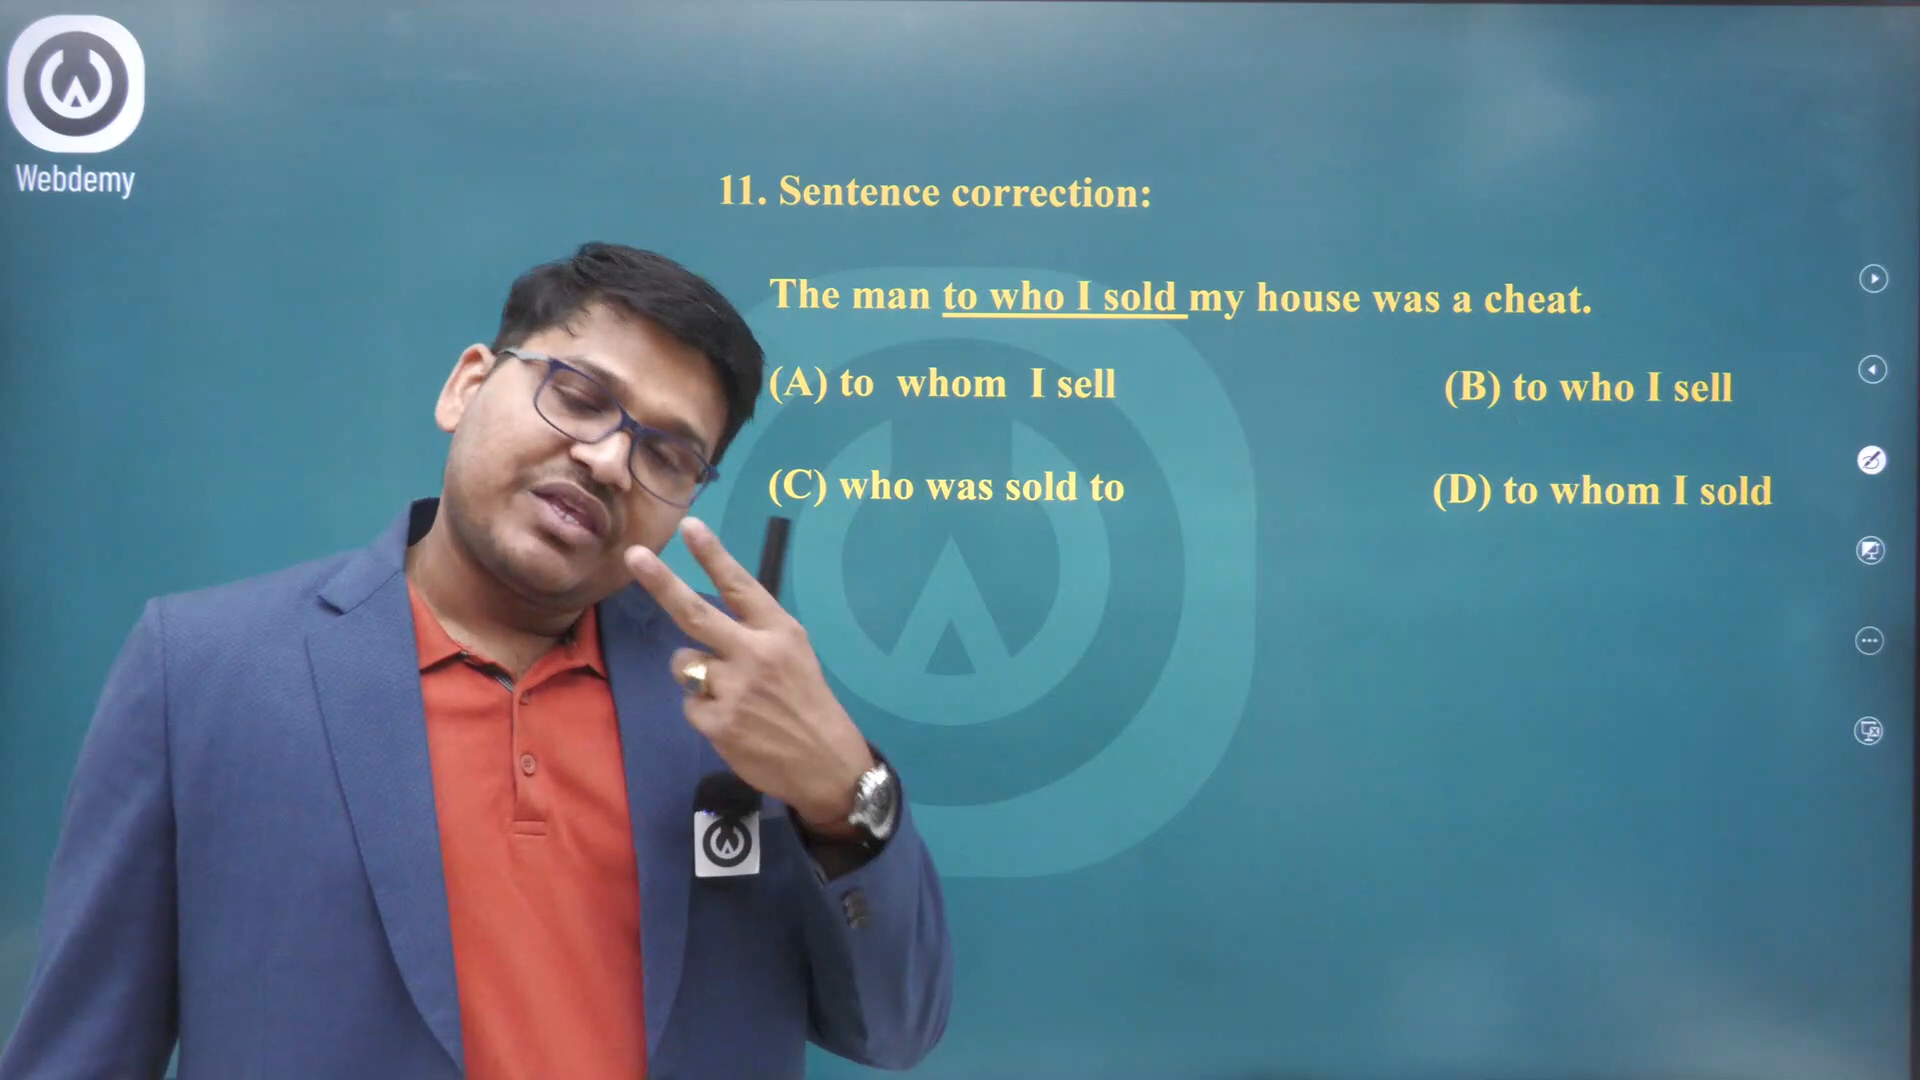 Webdemy
11. Sentence correction:
The man to who I sold my house was a cheat.
(A) to whom I sell
(B) to who I sell
(C) who was sold to
(D) to whom I sold